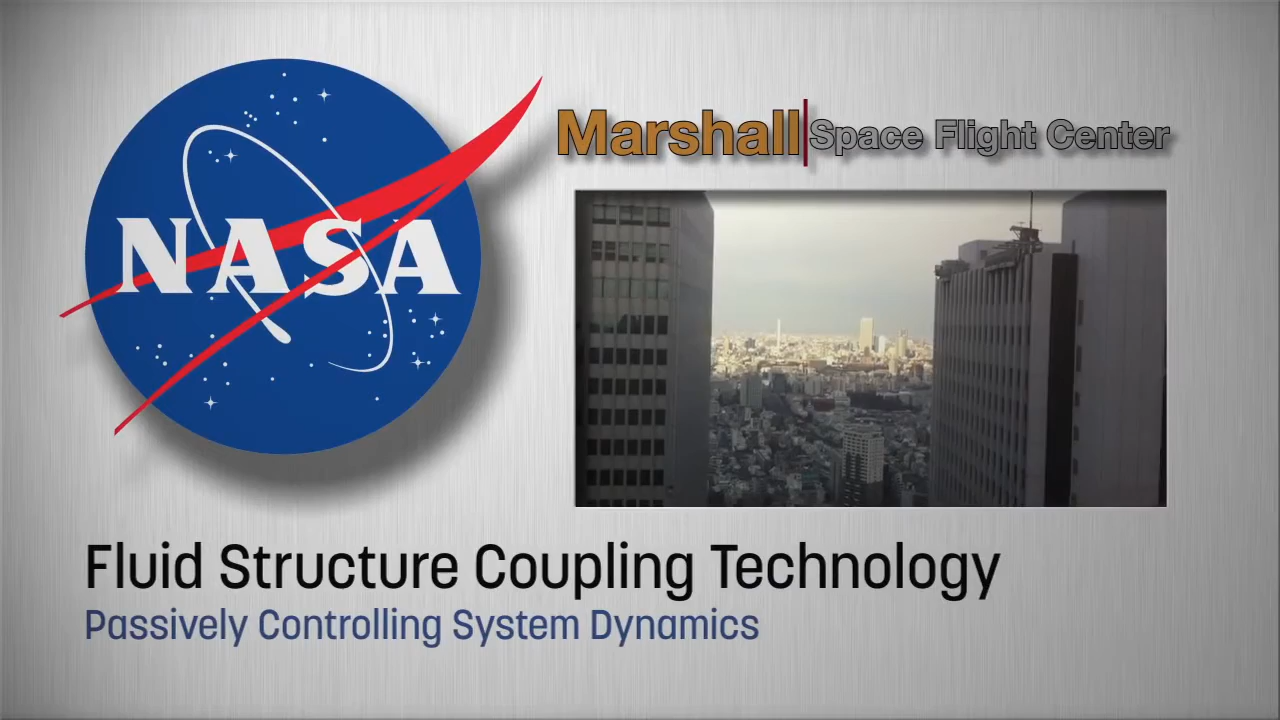 NASA
Marshall Space Flight Center
Fluid Structure Coupling Technology
Passively Controlling System Dynamics